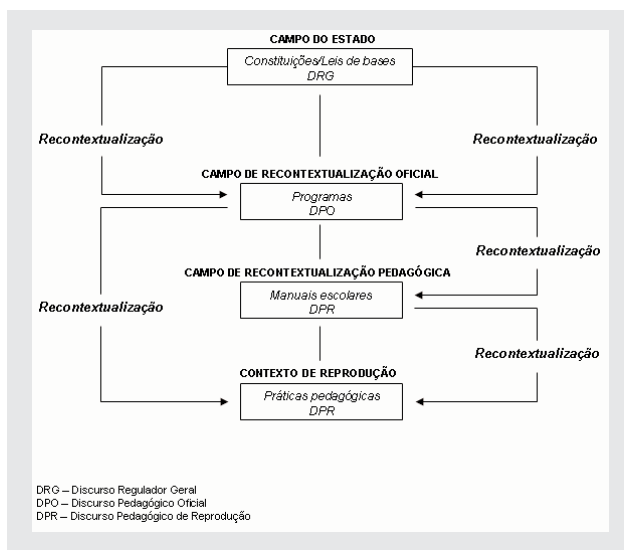 CAMPO DO ESTADO
Constituições/Leis de bases
DRG
Recontextualização
Recontextualização
CAMPO DE RECONTEXTUALIZAÇÃO OFICIAL
Programas
DPO
Recontextualização
CAMPO DE RECONTEXTUALIZAÇÃO PEDAGÓGICA
Manuais escolares
DPR
Recontextualização
Recontextualização
CONTEXTO DE REPRODUÇÃO
Práticas pedagógicas
DPR
DRG – Discurso Regulador Geral
DPO – Discurso Pedagógico Oficial
DPR – Discurso Pedagógico de Reprodução